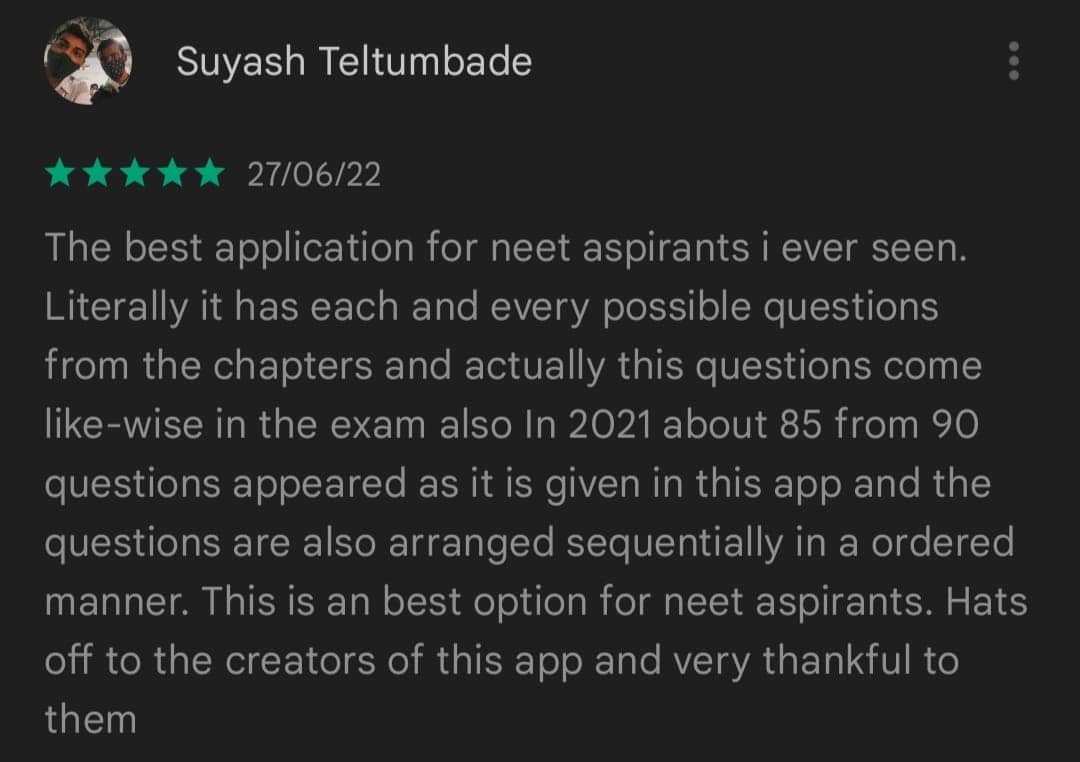 Suyash Teltumbade
27/06/22
The best application for neet aspirants i ever seen.
Literally it has each and every possible questions
from the chapters and actually this questions come
like-wise in the exam also In 2021 about 85 from 90
questions appeared as it is given in this app and the
questions are also arranged sequentially in a ordered
manner. This is an best option for neet aspirants. Hats
off to the creators of this app and very thankful to
them